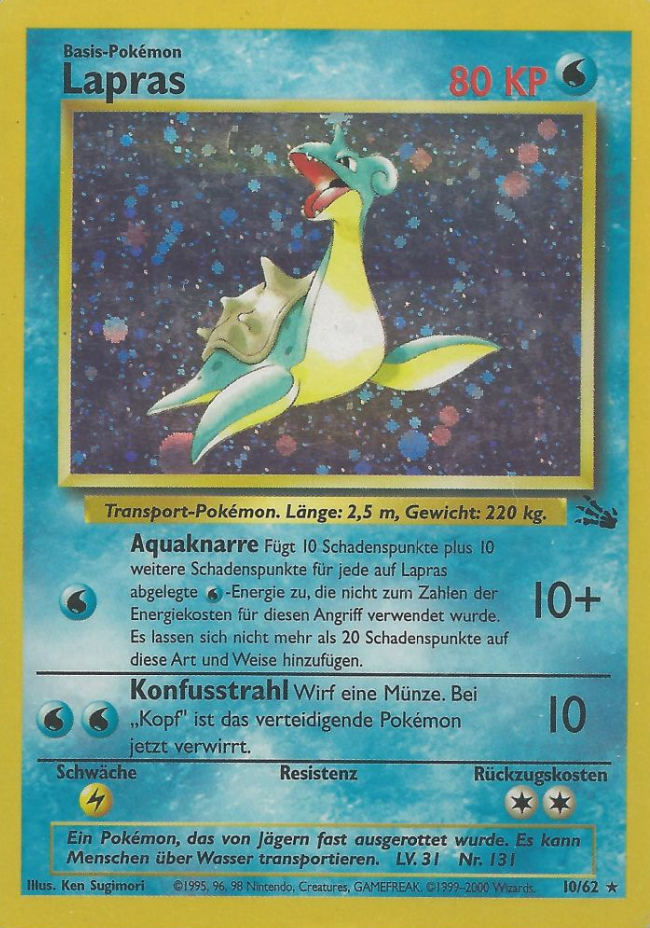 Basis-Pokémon
Lapras
80 KP
Transport-Pokémon. Länge: 2,5 m, Gewicht: 220 kg.
Aquaknarre Fügt 10 Schadenspunkte plus 10
weitere Schadenspunkte für jede auf Lapras
abgelegte -Energie zu, die nicht zum Zahlen der
Energiekosten für diesen Angriff verwendet wurde.
Es lassen sich nicht mehr als 20 Schadenspunkte auf
diese Art und Weise hinzufügen.
10+
Konfusstrahl Wirf eine Münze. Bei
„Kopf" ist das verteidigende Pokémon
jetzt verwirrt.
10
Schwäche Resistenz Rückzugskosten
Ein Pokémon, das von Jägern fast ausgerottet wurde. Es kann
Menschen über Wasser transportieren. LV. 31 Nr. 131
Illus. Ken Sugimori ©1995, 96, 98 Nintendo, Creatures, GAMEFREAK. ©1999-2000 Wizards. 10/62 ★